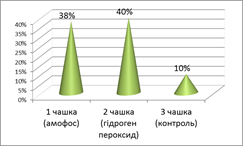 38%
40%
10%
40%
35%
30%
25%
20%
15%
10%
5%
0%
1 чашка
(амофос)
2 чашка
(гідроген
пероксид)
3 чашка
(контроль)